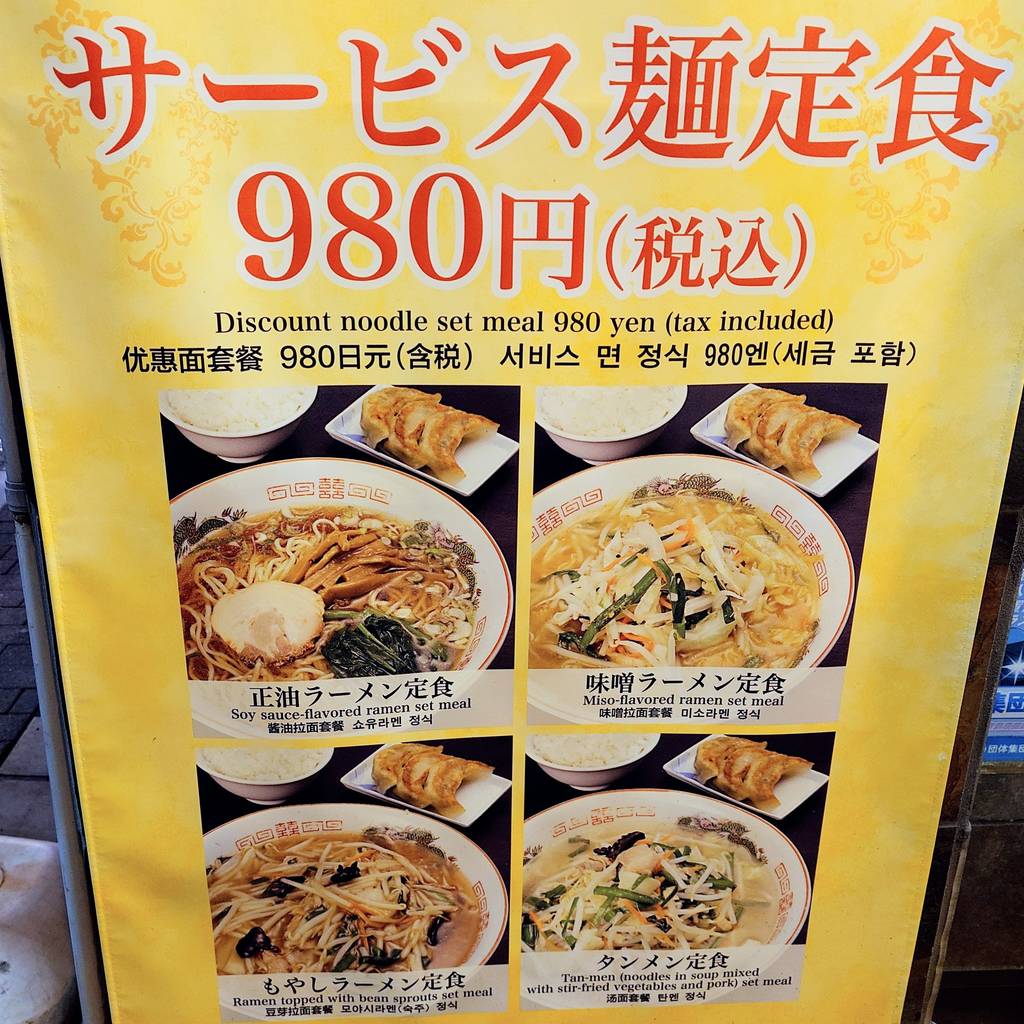 サービス麺定食
980円(税込)
Discount noodle set meal 980 yen (tax included)
优惠面套餐 980日元(含税) 서비스 면 정식 980엔(세금 포함)
正油ラーメン定食
Soy sauce-flavored ramen set meal
酱油拉面套餐 쇼유라멘 정식
味噌ラーメン定食
Miso-flavored ramen set meal
味噌拉面套餐 미소라멘 정식
もやしラーメン定食
Ramen topped with bean sprouts set meal
豆芽拉面套餐 모야시라멘(숙주) 정식
タンメン定食
Tan-men (noodles in soup mixed
with stir-fried vegetables and pork) set meal
汤面套餐 탄멘 정식
集団
団体集団